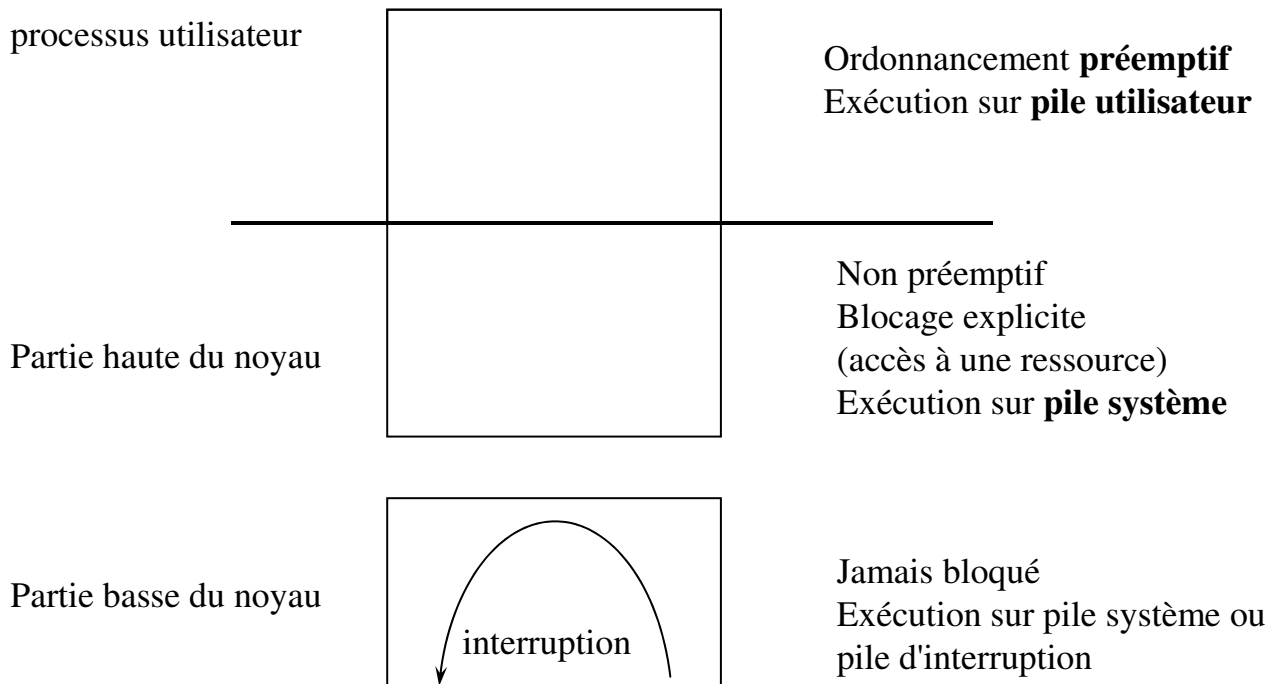 processus utilisateur
Ordonnancement préemptif
Exécution sur pile utilisateur
Partie haute du noyau
Non préemptif
Blocage explicite
(accès à une ressource)
Exécution sur pile système
Partie basse du noyau
interruption
Jamais bloqué
Exécution sur pile système ou
pile d'interruption